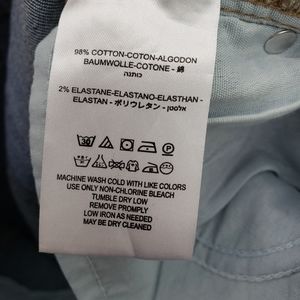 98% COTTON-COTON-ALGODON
BAUMWOLLE-COTONE - 綿
כותנה
2% ELASTANE-ELASTANO-ELASTHAN -
ELASTAN - ポリウレタン - אלסטן
30
MACHINE WASH COLD WITH LIKE COLORS
USE ONLY NON-CHLORINE BLEACH
TUMBLE DRY LOW
REMOVE PROMPLY
LOW IRON AS NEEDED
MAY BE DRY CLEANED